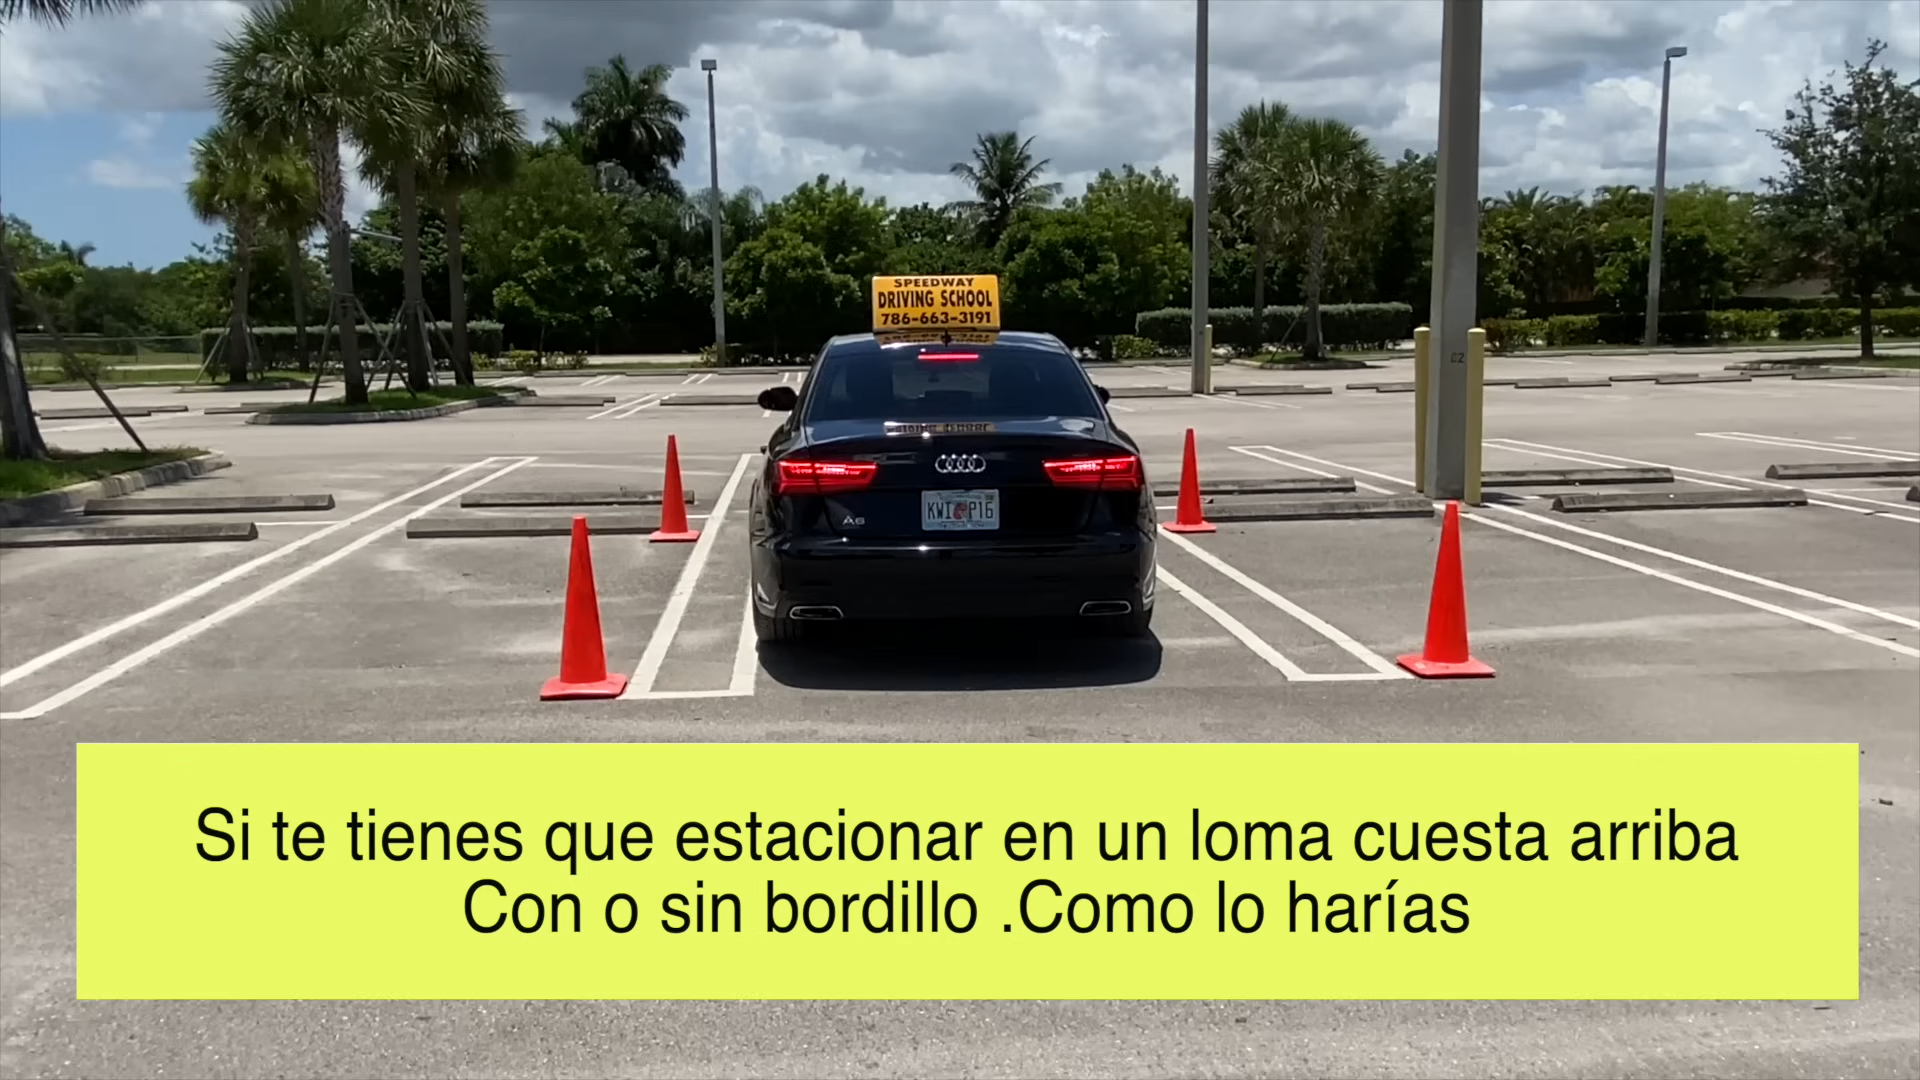 SPEEDWAY
DRIVING SCHOOL
786-663-3191
A6
C2
Si te tienes que estacionar en un loma cuesta arriba
Con o sin bordillo .Como lo harías